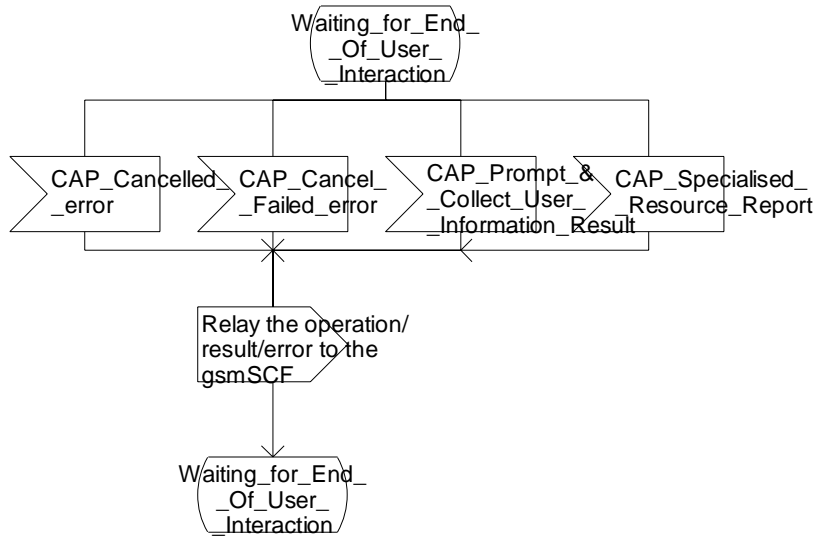 Waiting_for_End_
_Of_User_
_Interaction
CAP_Cancelled_
_error
CAP_Cancel_
_Failed_error
CAP_Prompt_&
_Collect_User_
_Information_Result
CAP_Specialised_
_Resource_Report
Relay the operation/
result/error to the
gsmSCF
Waiting_for_End_
_Of_User_
_Interaction